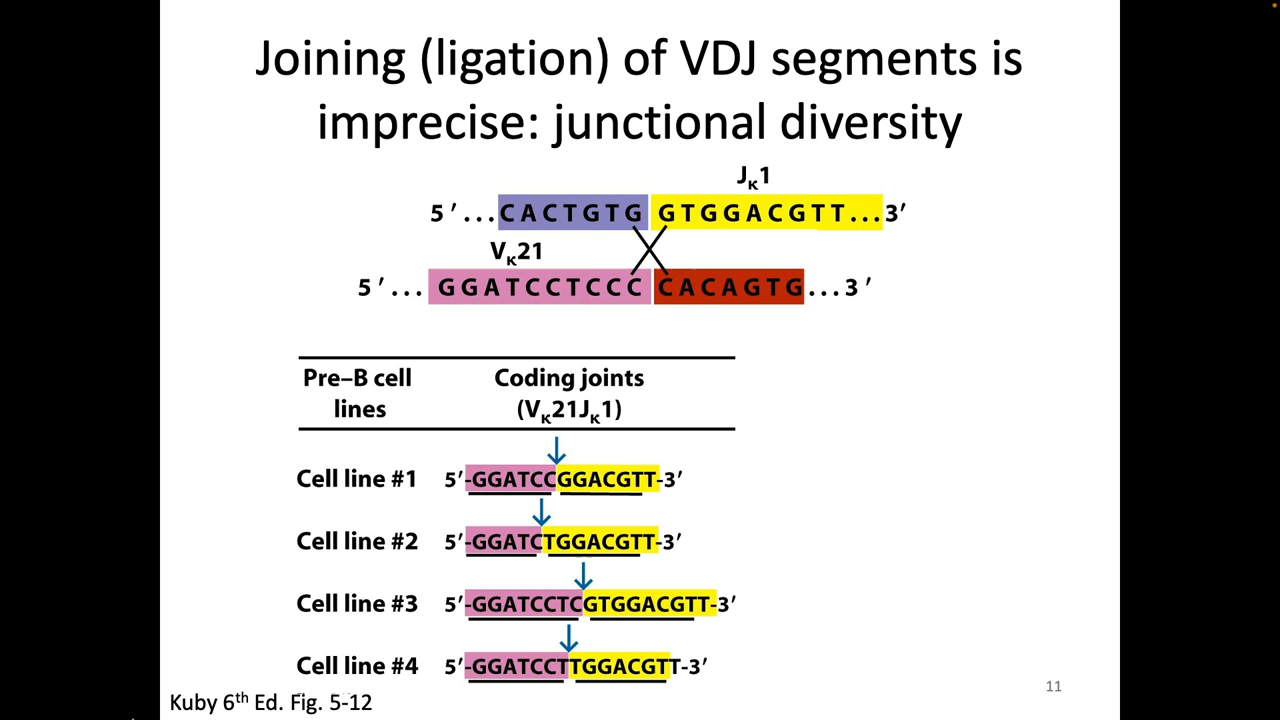 Joining (ligation) of VDJ segments is
imprecise: junctional diversity
Jκ1
5′...CACTGTG GTGGACGTT...3′
Vκ21
5′... GGATCCTCCC CACAGTG...3′
Pre–B cell lines
Coding joints (Vκ21Jκ1)
Cell line #1 5′-GGATCCGGACGTT-3′
Cell line #2 5′-GGATCTGGACGTT-3′
Cell line #3 5′-GGATCCTCGTGGACGTT-3′
Cell line #4 5′-GGATCCTTGGACGTT-3′
Kuby 6th Ed. Fig. 5-12
11